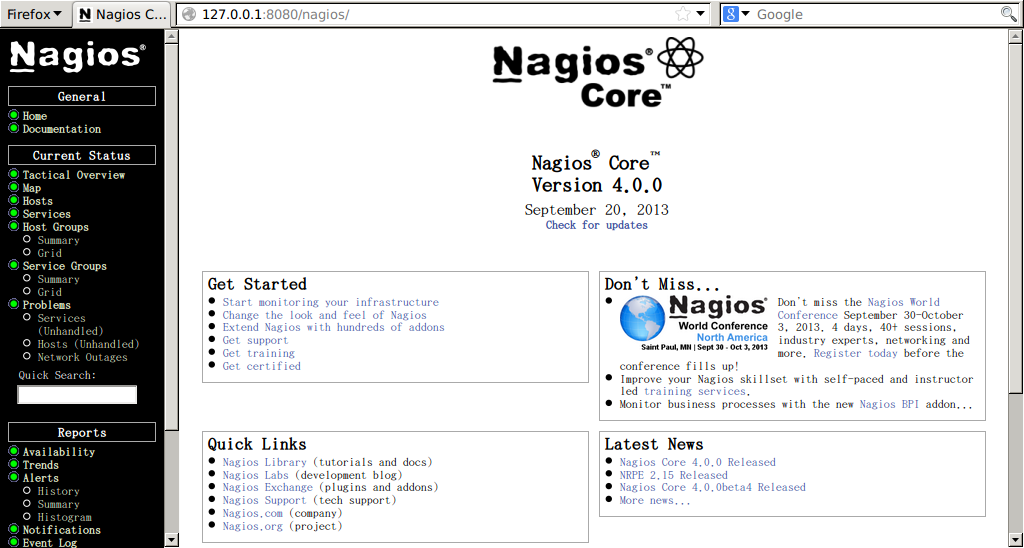 Firefox
Nagios C...
127.0.0.1:8080/nagios/
Google
Nagios®
General
Home
Documentation
Current Status
Tactical Overview
Map
Hosts
Services
Host Groups
Summary
Grid
Service Groups
Summary
Grid
Problems
Services
(Unhandled)
Hosts (Unhandled)
Network Outages
Quick Search:
Reports
Availability
Trends
Alerts
History
Summary
Histogram
Notifications
Event Log
Nagios®
Core™
Nagios® Core™
Version 4.0.0
September 20, 2013
Check for updates
Get Started
Start monitoring your infrastructure
Change the look and feel of Nagios
Extend Nagios with hundreds of addons
Get support
Get training
Get certified
Don't Miss...
Nagios®
World Conference
North America
Saint Paul, MN | Sept 30 - Oct 3, 2013
Don't miss the Nagios World
Conference September 30-October
3, 2013, 4 days, 40+ sessions,
industry experts, networking and
more. Register today before the
conference fills up!
Improve your Nagios skillset with self-paced and instructor
led training services.
Monitor business processes with the new Nagios BPI addon...
Quick Links
Nagios Library (tutorials and docs)
Nagios Labs (development blog)
Nagios Exchange (plugins and addons)
Nagios Support (tech support)
Nagios.com (company)
Nagios.org (project)
Latest News
Nagios Core 4.0.0 Released
NRPE 2.15 Released
Nagios Core 4.0.0beta4 Released
More news...